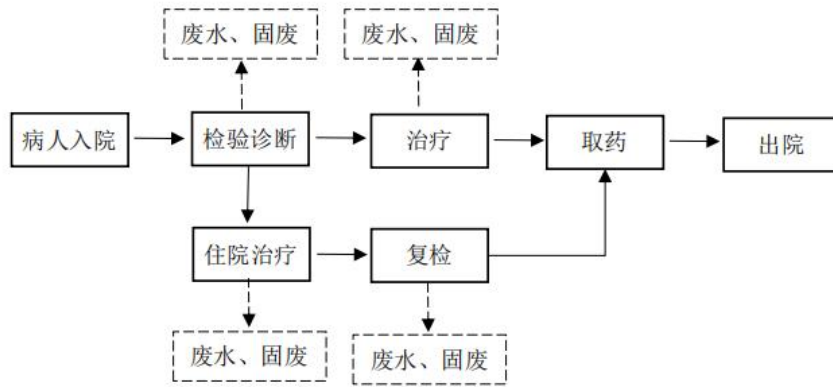 废水、固废
废水、固废
病人入院
检验诊断
治疗
取药
出院
住院治疗
复检
废水、固废
废水、固废